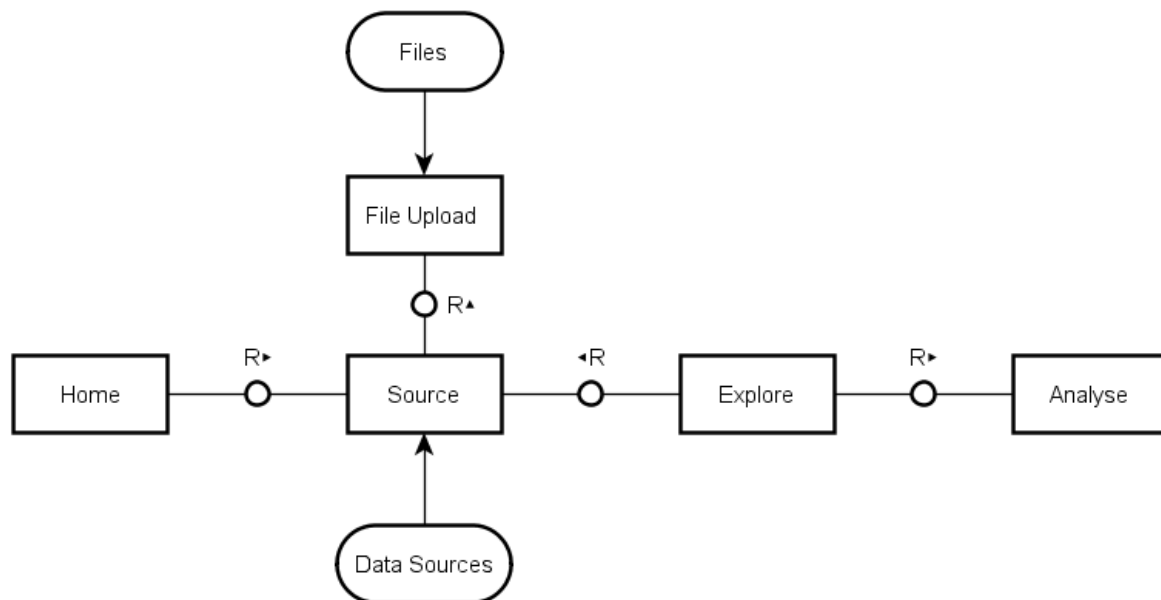 Files
File Upload
R▲
R►
◄R
R►
Home
Source
Explore
Analyse
Data Sources